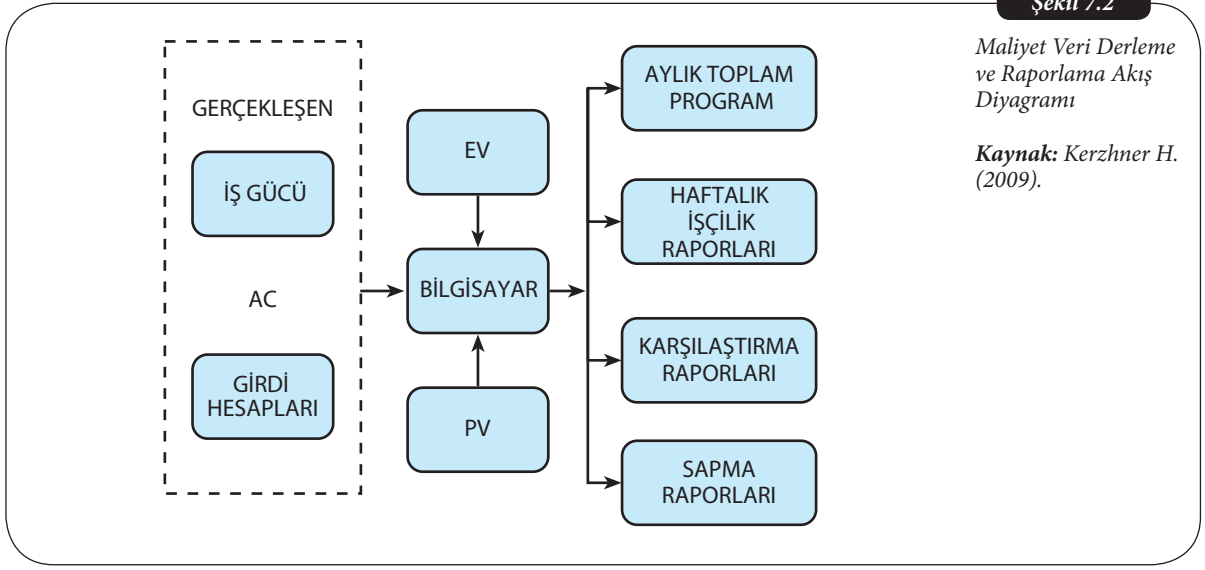 Şekil 7.2
Maliyet Veri Derleme
ve Raporlama Akış
Diyagramı
Kaynak: Kerzhner H.
(2009).
GERÇEKLEŞEN
İŞ GÜCÜ
AC
GİRDİ
HESAPLARI
EV
BİLGİSAYAR
PV
AYLIK TOPLAM
PROGRAM
HAFTALIK
İŞÇİLİK
RAPORLARI
KARŞILAŞTIRMA
RAPORLARI
SAPMA
RAPORLARI